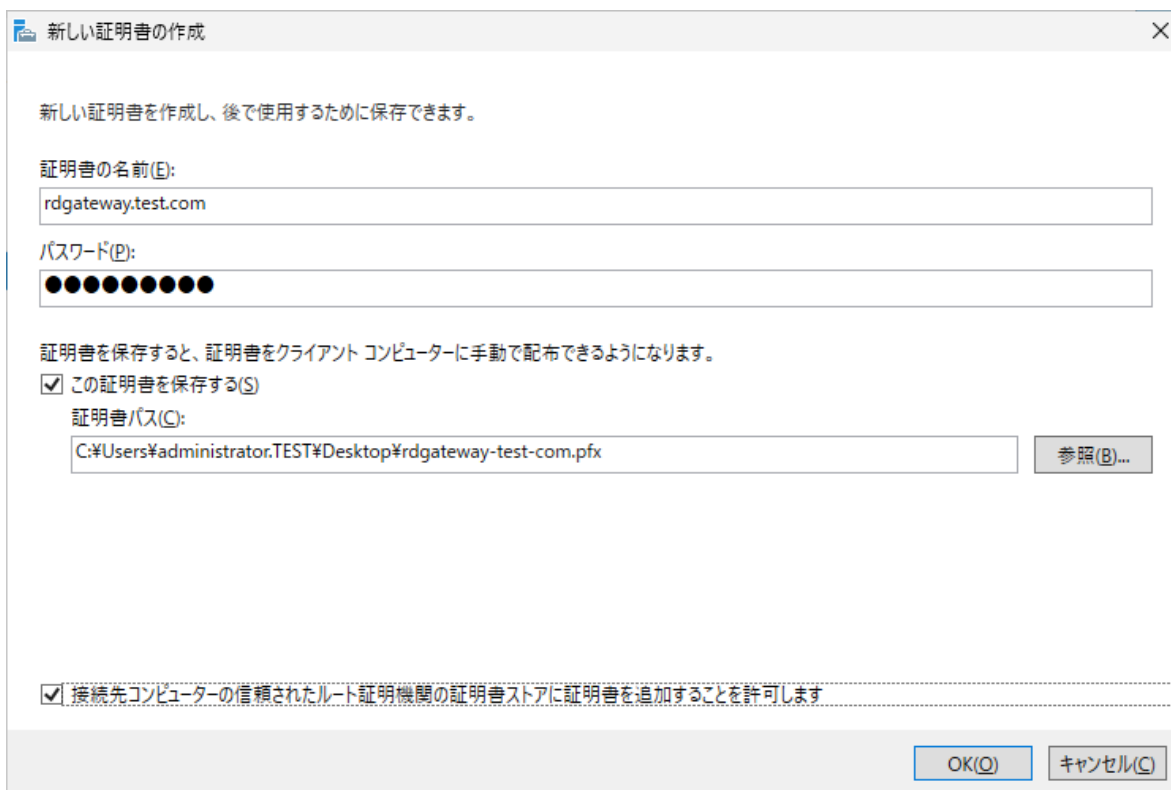 新しい証明書の作成
新しい証明書を作成し、後で使用するために保存できます。
証明書の名前(E):
rdgateway.test.com
パスワード(P):
●●●●●●●●●
証明書を保存すると、証明書をクライアント コンピューターに手動で配布できるようになります。
この証明書を保存する(S)
証明書パス(C):
C:¥Users¥administrator.TEST¥Desktop¥rdgateway-test-com.pfx
参照(B)...
接続先コンピューターの信頼されたルート証明機関の証明書ストアに証明書を追加することを許可します
OK(O) キャンセル(C)